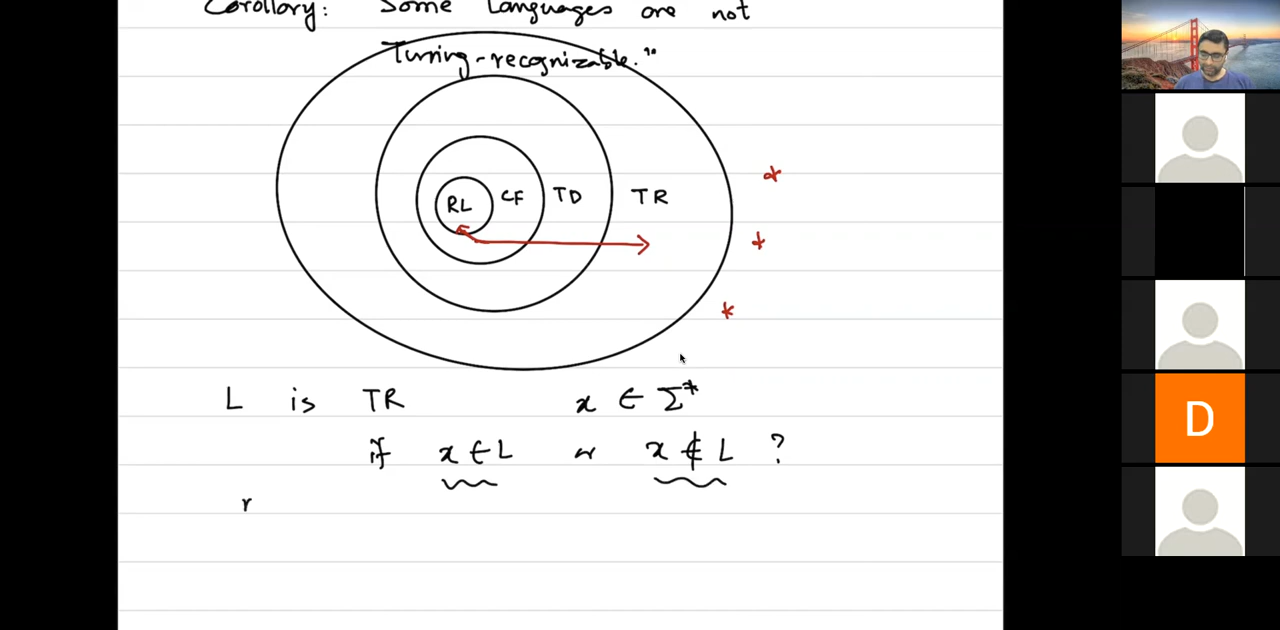 Corollary: Some Languages are not
Turing-recognizable."
RL CF TD TR
L is TR x ∈ Σ*
if x ∈ L or x ∉ L ?
r
D